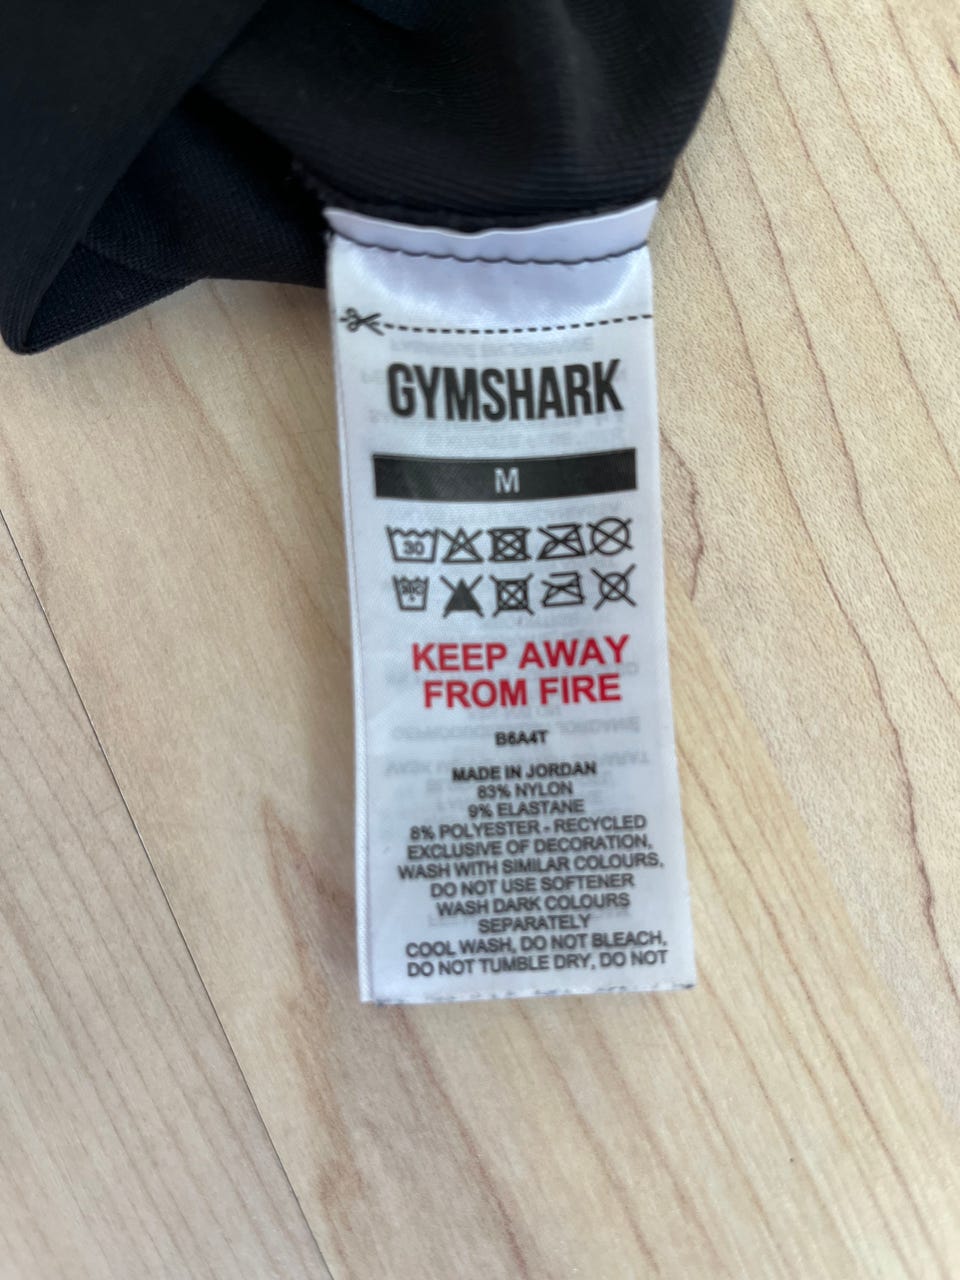 GYMSHARK
M
30
KEEP AWAY
FROM FIRE
B6A4T
MADE IN JORDAN
83% NYLON
9% ELASTANE
8% POLYESTER - RECYCLED
EXCLUSIVE OF DECORATION,
WASH WITH SIMILAR COLOURS,
DO NOT USE SOFTENER
WASH DARK COLOURS
SEPARATELY
COOL WASH, DO NOT BLEACH,
DO NOT TUMBLE DRY, DO NOT